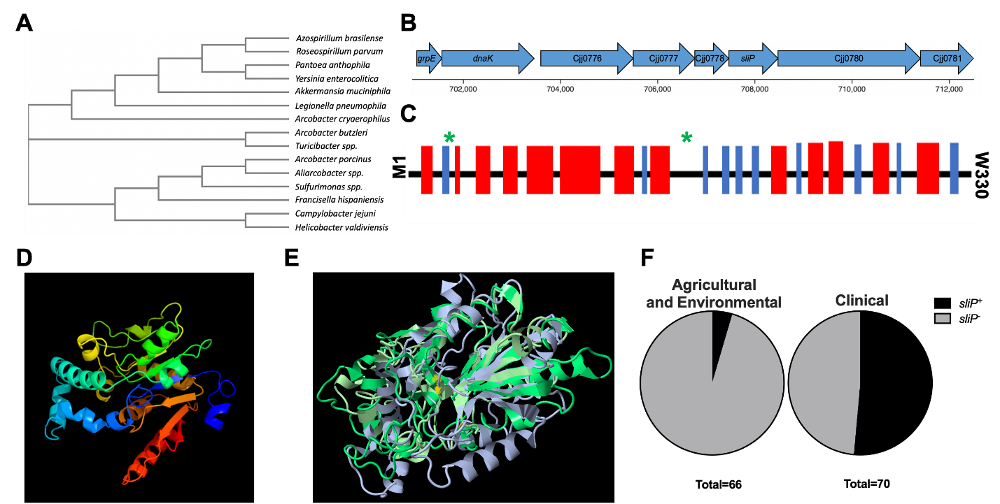 A
Azospirillum brasilense
Roseospirillum parvum
Pantoea anthophila
Yersinia enterocolitica
Akkermansia muciniphila
Legionella pneumophila
Arcobacter cryaerophilus
Arcobacter butzleri
Turicibacter spp.
Arcobacter porcinus
Aliarcobacter spp.
Sulfurimonas spp.
Francisella hispaniensis
Campylobacter jejuni
Helicobacter valdiviensis
B
grpE dnaK Cjj0776 Cjj0777 Cjj0778 sliP Cjj0780 Cjj0781
702,000 704,000 706,000 708,000 710,000 712,000
C
* *
M1
W330
D
E
F
Agricultural
and Environmental
Clinical
sliP+
sliP-
Total=66
Total=70